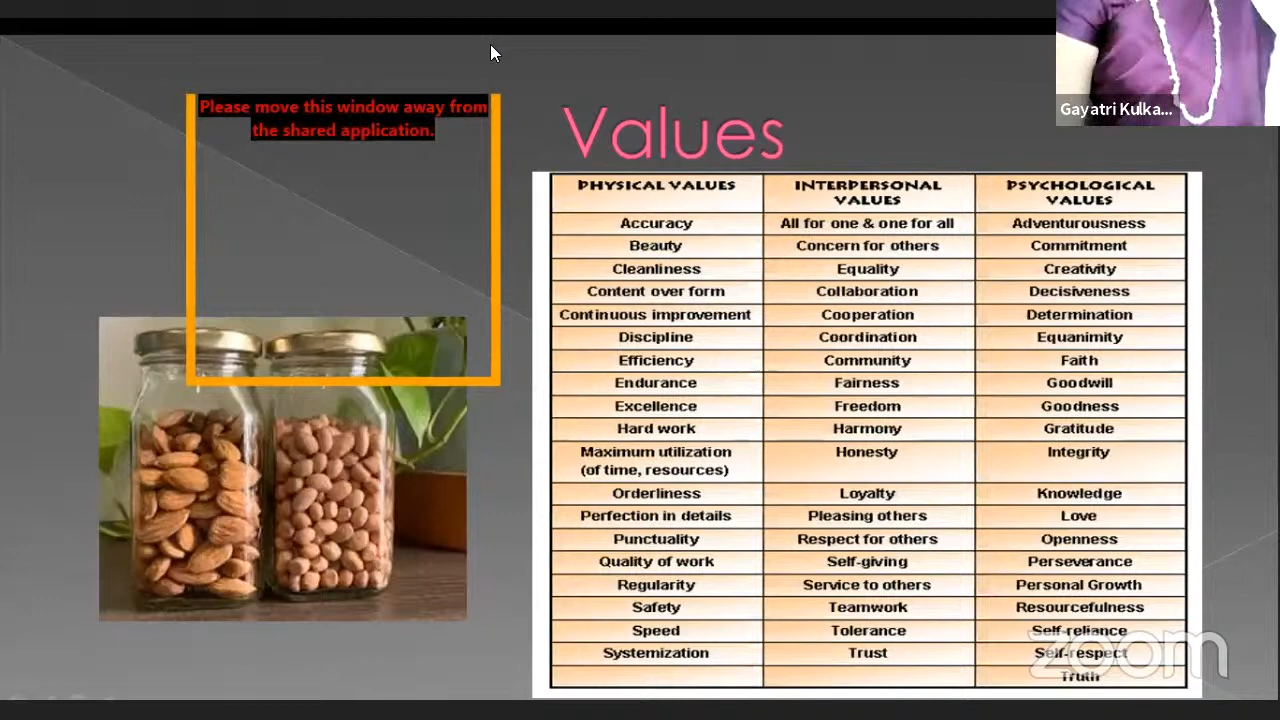 Please move this window away from
the shared application.
Gayatri Kulka...
Values
PHYSICAL VALUES
INTERPERSONAL
VALUES
PSYCHOLOGICAL
VALUES
Accuracy
All for one & one for all
Adventurousness
Beauty
Concern for others
Commitment
Cleanliness
Equality
Creativity
Content over form
Collaboration
Decisiveness
Continuous improvement
Cooperation
Determination
Discipline
Coordination
Equanimity
Efficiency
Community
Faith
Endurance
Fairness
Goodwill
Excellence
Freedom
Goodness
Hard work
Harmony
Gratitude
Maximum utilization
(of time, resources)
Honesty
Integrity
Orderliness
Loyalty
Knowledge
Perfection in details
Pleasing others
Love
Punctuality
Respect for others
Openness
Quality of work
Self-giving
Perseverance
Regularity
Service to others
Personal Growth
Safety
Teamwork
Resourcefulness
Speed
Tolerance
Self-reliance
Systemization
Trust
Self-respect
Truth
zoom